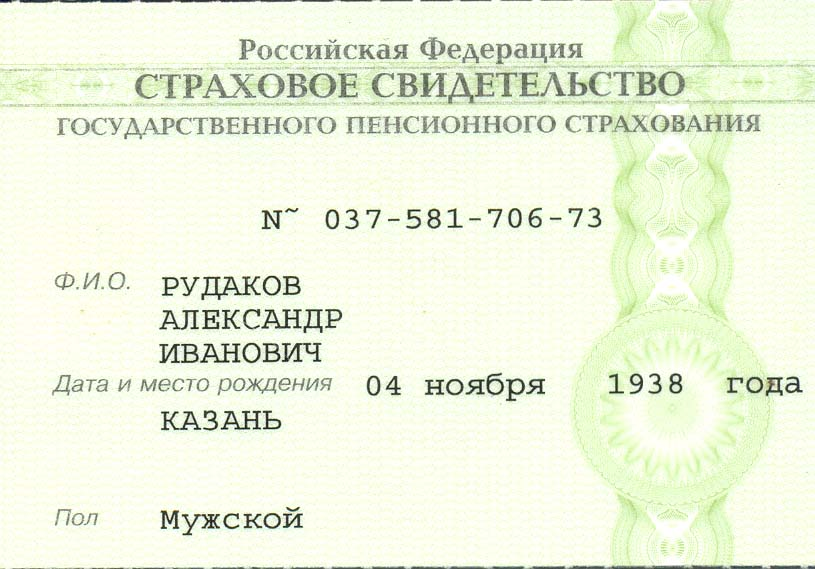 Российская Федерация
СТРАХОВОЕ СВИДЕТЕЛЬСТВО
ГОСУДАРСТВЕННОГО ПЕНСИОННОГО СТРАХОВАНИЯ
N~ 037-581-706-73
Ф.И.О. РУДАКОВ
АЛЕКСАНДР
ИВАНОВИЧ
Дата и место рождения 04 ноября 1938 года
КАЗАНЬ
Пол Мужской